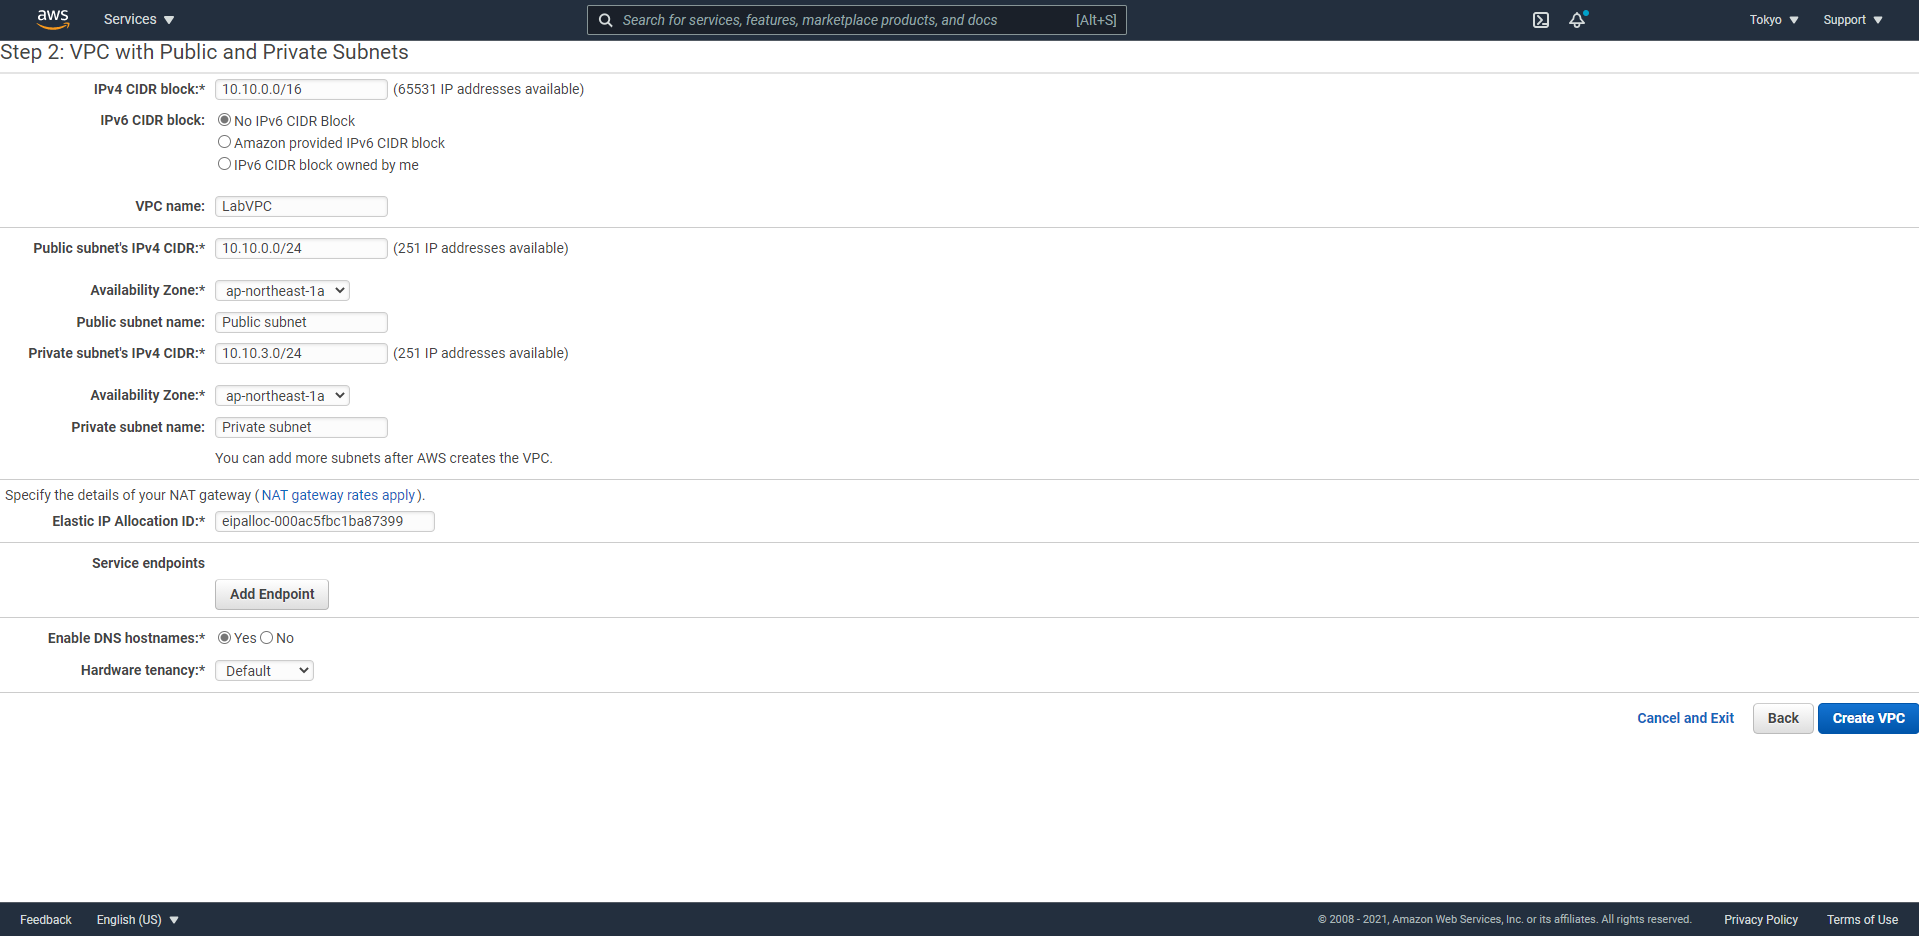 aws Services Search for services, features, marketplace products, and docs [Alt+S] Tokyo Support
Step 2: VPC with Public and Private Subnets
IPv4 CIDR block:* 10.10.0.0/16 (65531 IP addresses available)
IPv6 CIDR block: No IPv6 CIDR Block
Amazon provided IPv6 CIDR block
IPv6 CIDR block owned by me
VPC name: LabVPC
Public subnet's IPv4 CIDR:* 10.10.0.0/24 (251 IP addresses available)
Availability Zone:* ap-northeast-1a
Public subnet name: Public subnet
Private subnet's IPv4 CIDR:* 10.10.3.0/24 (251 IP addresses available)
Availability Zone:* ap-northeast-1a
Private subnet name: Private subnet
You can add more subnets after AWS creates the VPC.
Specify the details of your NAT gateway (NAT gateway rates apply).
Elastic IP Allocation ID:* eipalloc-000ac5fbc1ba87399
Service endpoints
Add Endpoint
Enable DNS hostnames:* Yes No
Hardware tenancy:* Default
Cancel and Exit Back Create VPC
Feedback English (US) © 2008 - 2021, Amazon Web Services, Inc. or its affiliates. All rights reserved. Privacy Policy Terms of Use